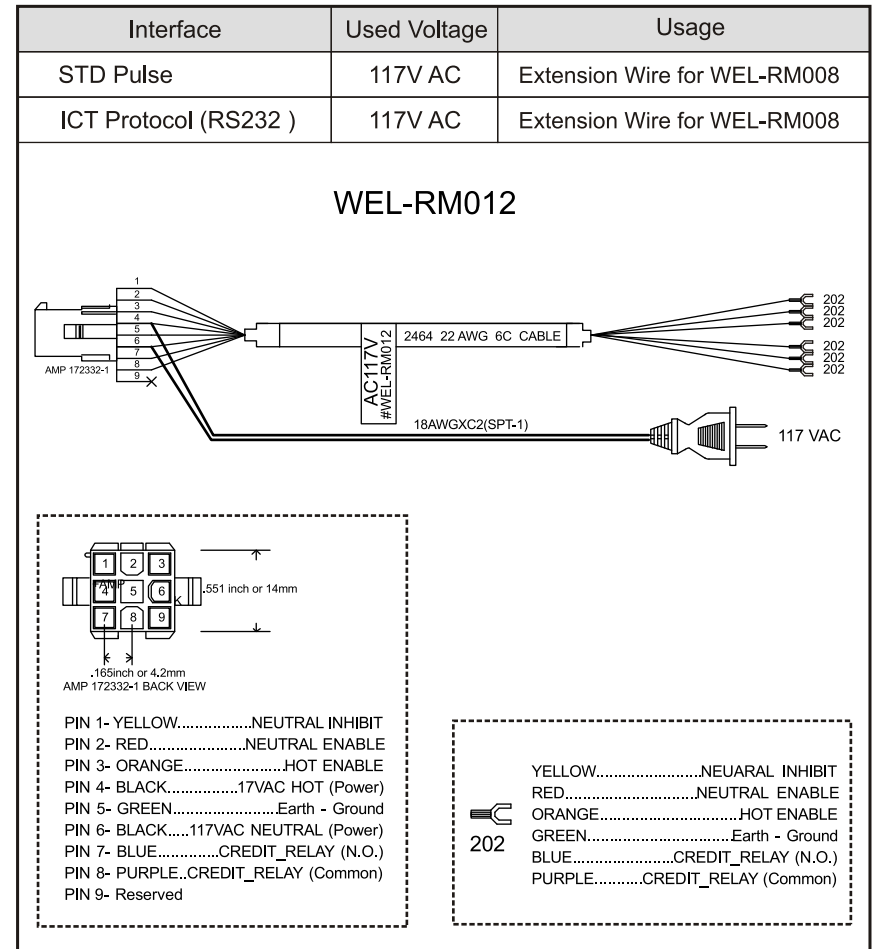 Interface Used Voltage Usage
STD Pulse 117V AC Extension Wire for WEL-RM008
ICT Protocol (RS232 ) 117V AC Extension Wire for WEL-RM008
WEL-RM012
1
2
3
4
5
6
7
8
9
AMP 172332-1
AC117V
#WEL-RM012
2464 22 AWG 6C CABLE
202
202
202
202
202
202
18AWGXC2(SPT-1)
117 VAC
1 2 3
4 5 6
7 8 9
*AMP
K
.551 inch or 14mm
.165inch or 4.2mm
AMP 172332-1 BACK VIEW
PIN 1- YELLOW..................NEUTRAL INHIBIT
PIN 2- RED.......................NEUTRAL ENABLE
PIN 3- ORANGE........................HOT ENABLE
PIN 4- BLACK.................17VAC HOT (Power)
PIN 5- GREEN.........................Earth - Ground
PIN 6- BLACK.....117VAC NEUTRAL (Power)
PIN 7- BLUE..............CREDIT_RELAY (N.O.)
PIN 8- PURPLE..CREDIT_RELAY (Common)
PIN 9- Reserved
202
YELLOW.........................NEUARAL INHIBIT
RED...............................NEUTRAL ENABLE
ORANGE..................................HOT ENABLE
GREEN..................................Earth - Ground
BLUE........................CREDIT_RELAY (N.O.)
PURPLE...........CREDIT_RELAY (Common)